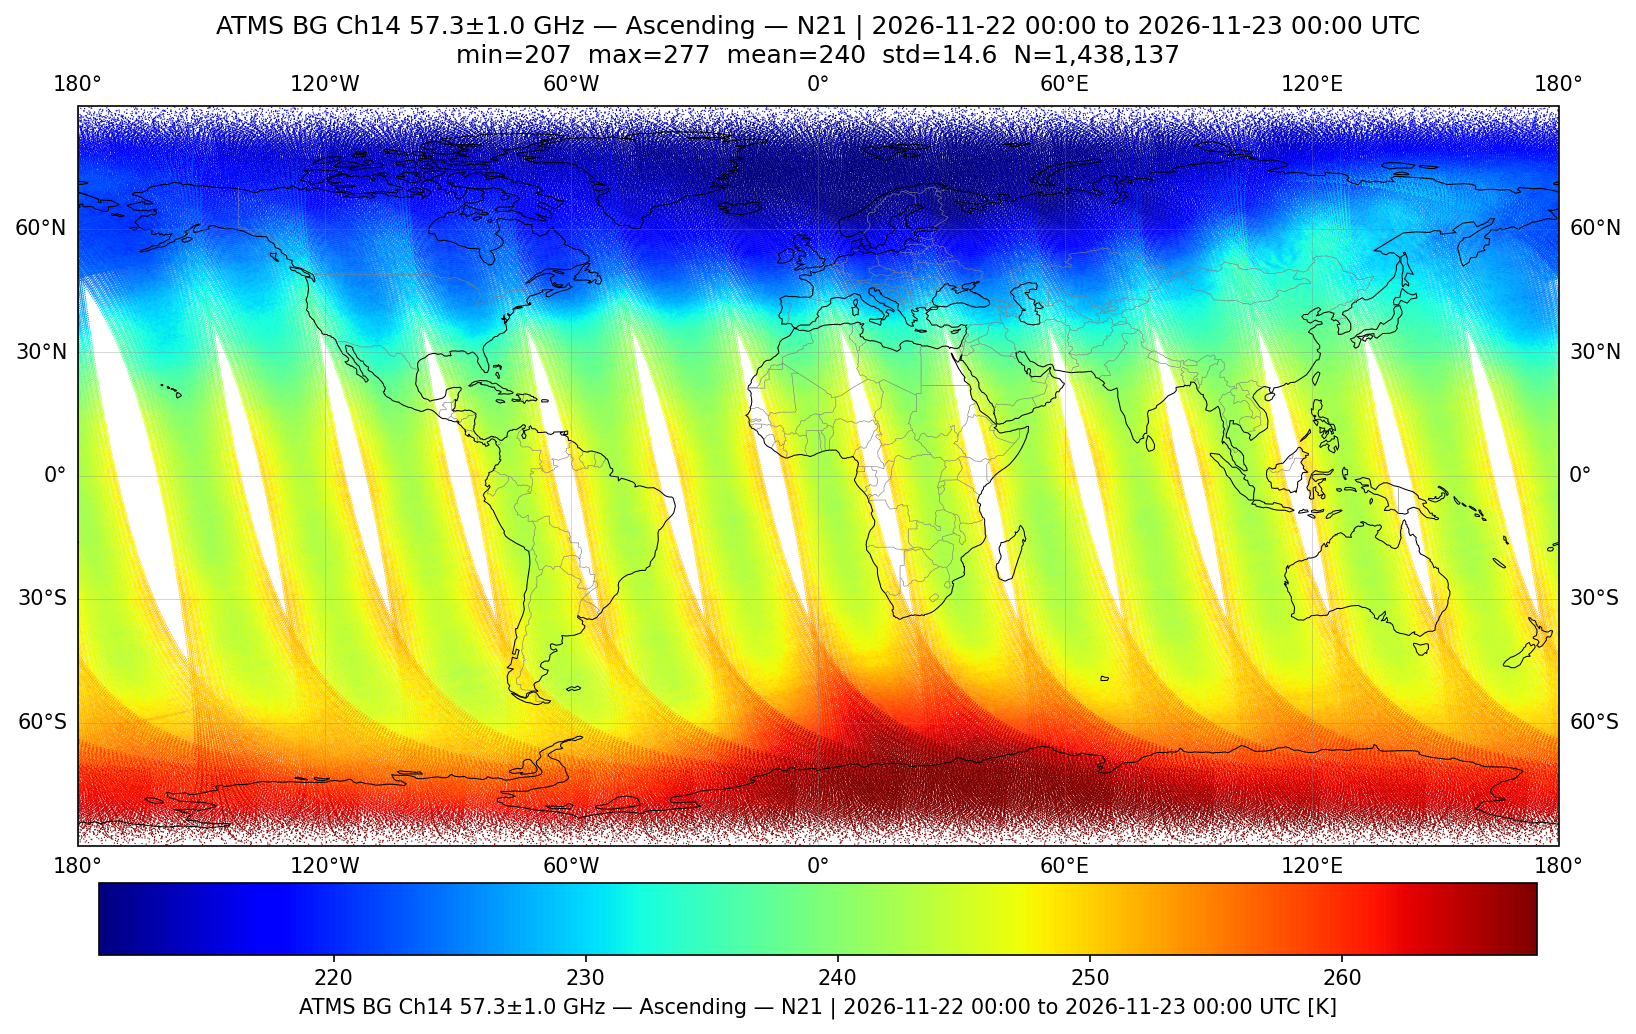 ATMS BG Ch14 57.3±1.0 GHz — Ascending — N21 | 2026-11-22 00:00 to 2026-11-23 00:00 UTC
min=207 max=277 mean=240 std=14.6 N=1,438,137
180° 120°W 60°W 0° 60°E 120°E 180°
60°N 60°N
30°N 30°N
0° 0°
30°S 30°S
60°S 60°S
180° 120°W 60°W 0° 60°E 120°E 180°
220 230 240 250 260
ATMS BG Ch14 57.3±1.0 GHz — Ascending — N21 | 2026-11-22 00:00 to 2026-11-23 00:00 UTC [K]